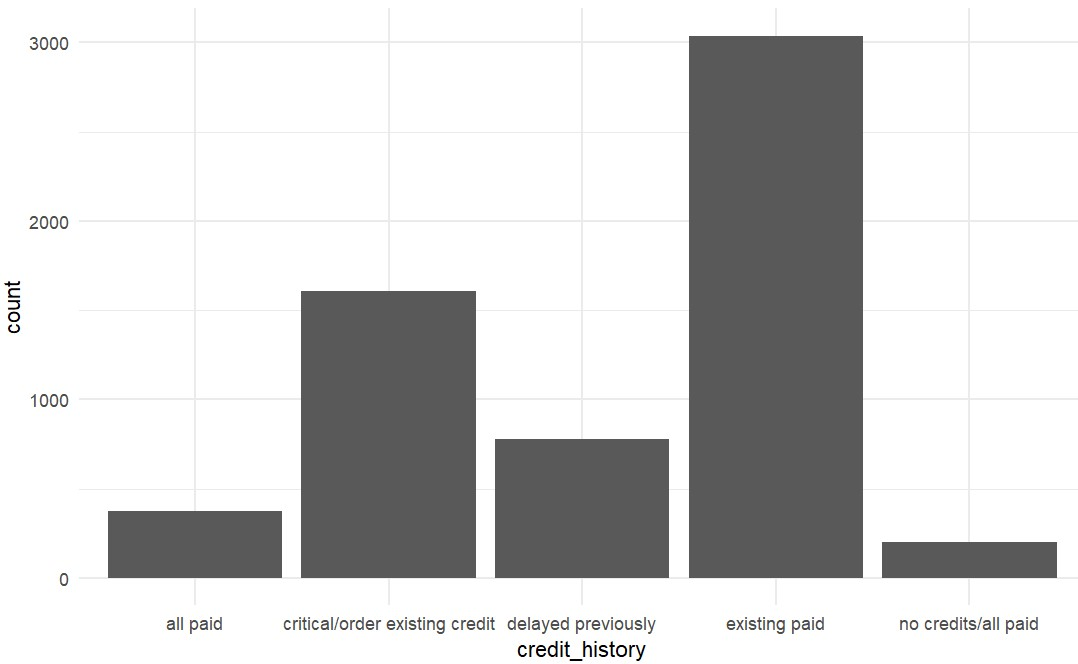 3000
2000
1000
0
count
all paid
critical/order existing credit
delayed previously
existing paid
no credits/all paid
credit_history